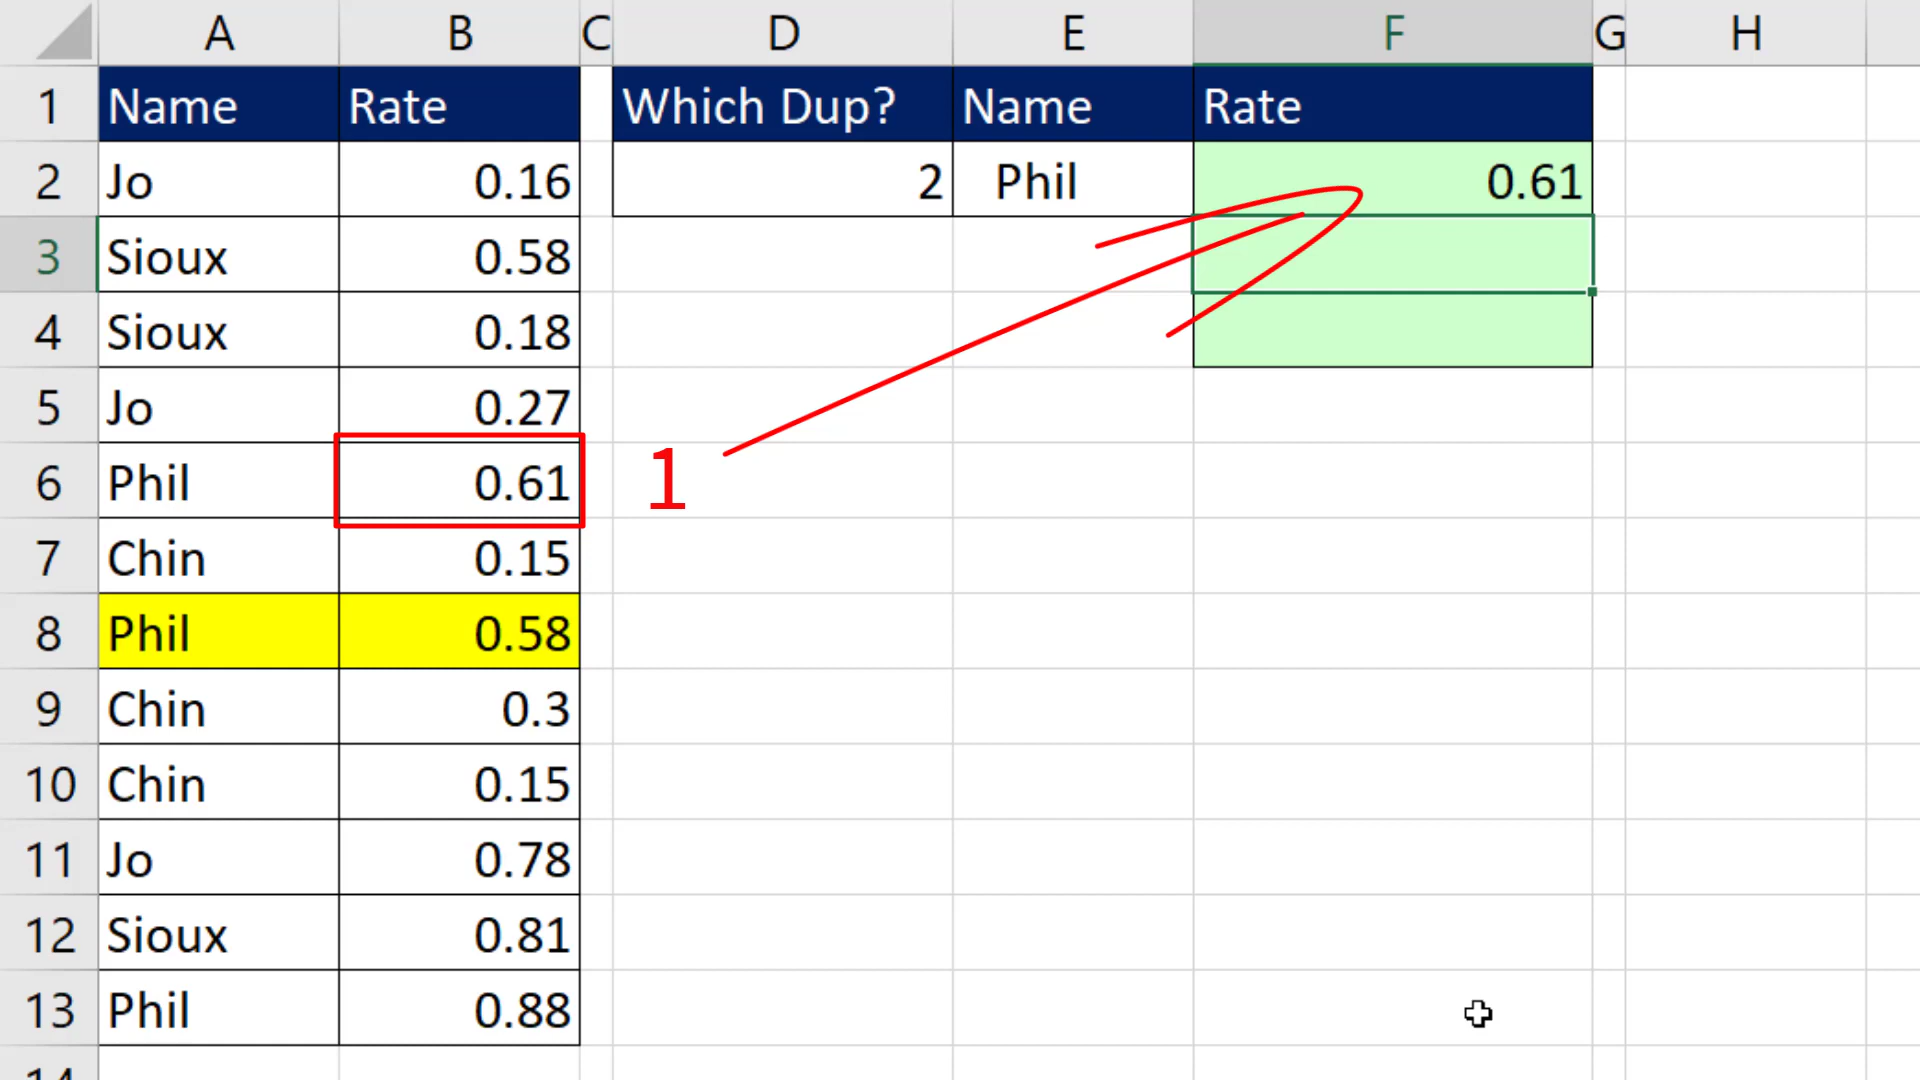 A B C D E F G H
1 Name Rate Which Dup? Name Rate
2 Jo 0.16 2 Phil 0.61
3 Sioux 0.58
4 Sioux 0.18
5 Jo 0.27
6 Phil 0.61 1
7 Chin 0.15
8 Phil 0.58
9 Chin 0.3
10 Chin 0.15
11 Jo 0.78
12 Sioux 0.81
13 Phil 0.88
14